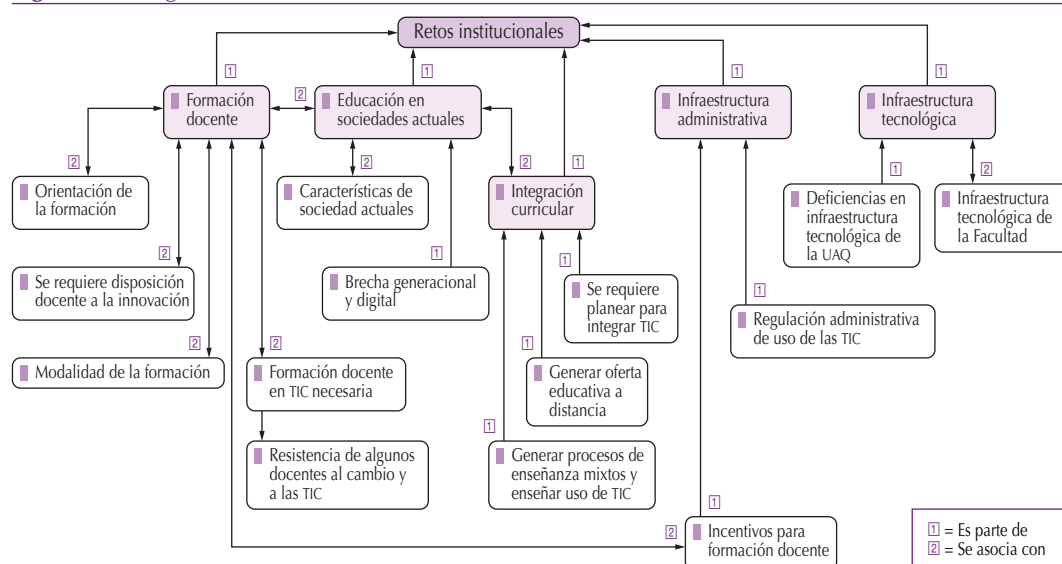 Retos institucionales
1
1
1
1
1
Formación
docente
2
Educación en
sociedades actuales
Infraestructura
administrativa
Infraestructura
tecnológica
2
2
2
1
1
2
Orientación de
la formación
Características de
sociedad actuales
Integración
curricular
Deficiencias en
infraestructura
tecnológica de
la UAQ
Infraestructura
tecnológica de
la Facultad
2
1
1
1
Se requiere disposición
docente a la innovación
Brecha generacional
y digital
Se requiere
planear para
integrar TIC
Regulación administrativa
de uso de las TIC
2
2
1
Modalidad de la formación
Formación docente
en TIC necesaria
Generar oferta
educativa a
distancia
1
Resistencia de algunos
docentes al cambio y
a las TIC
Generar procesos de
enseñanza mixtos y
enseñar uso de TIC
1
2
Incentivos para
formación docente
1 = Es parte de
2 = Se asocia con